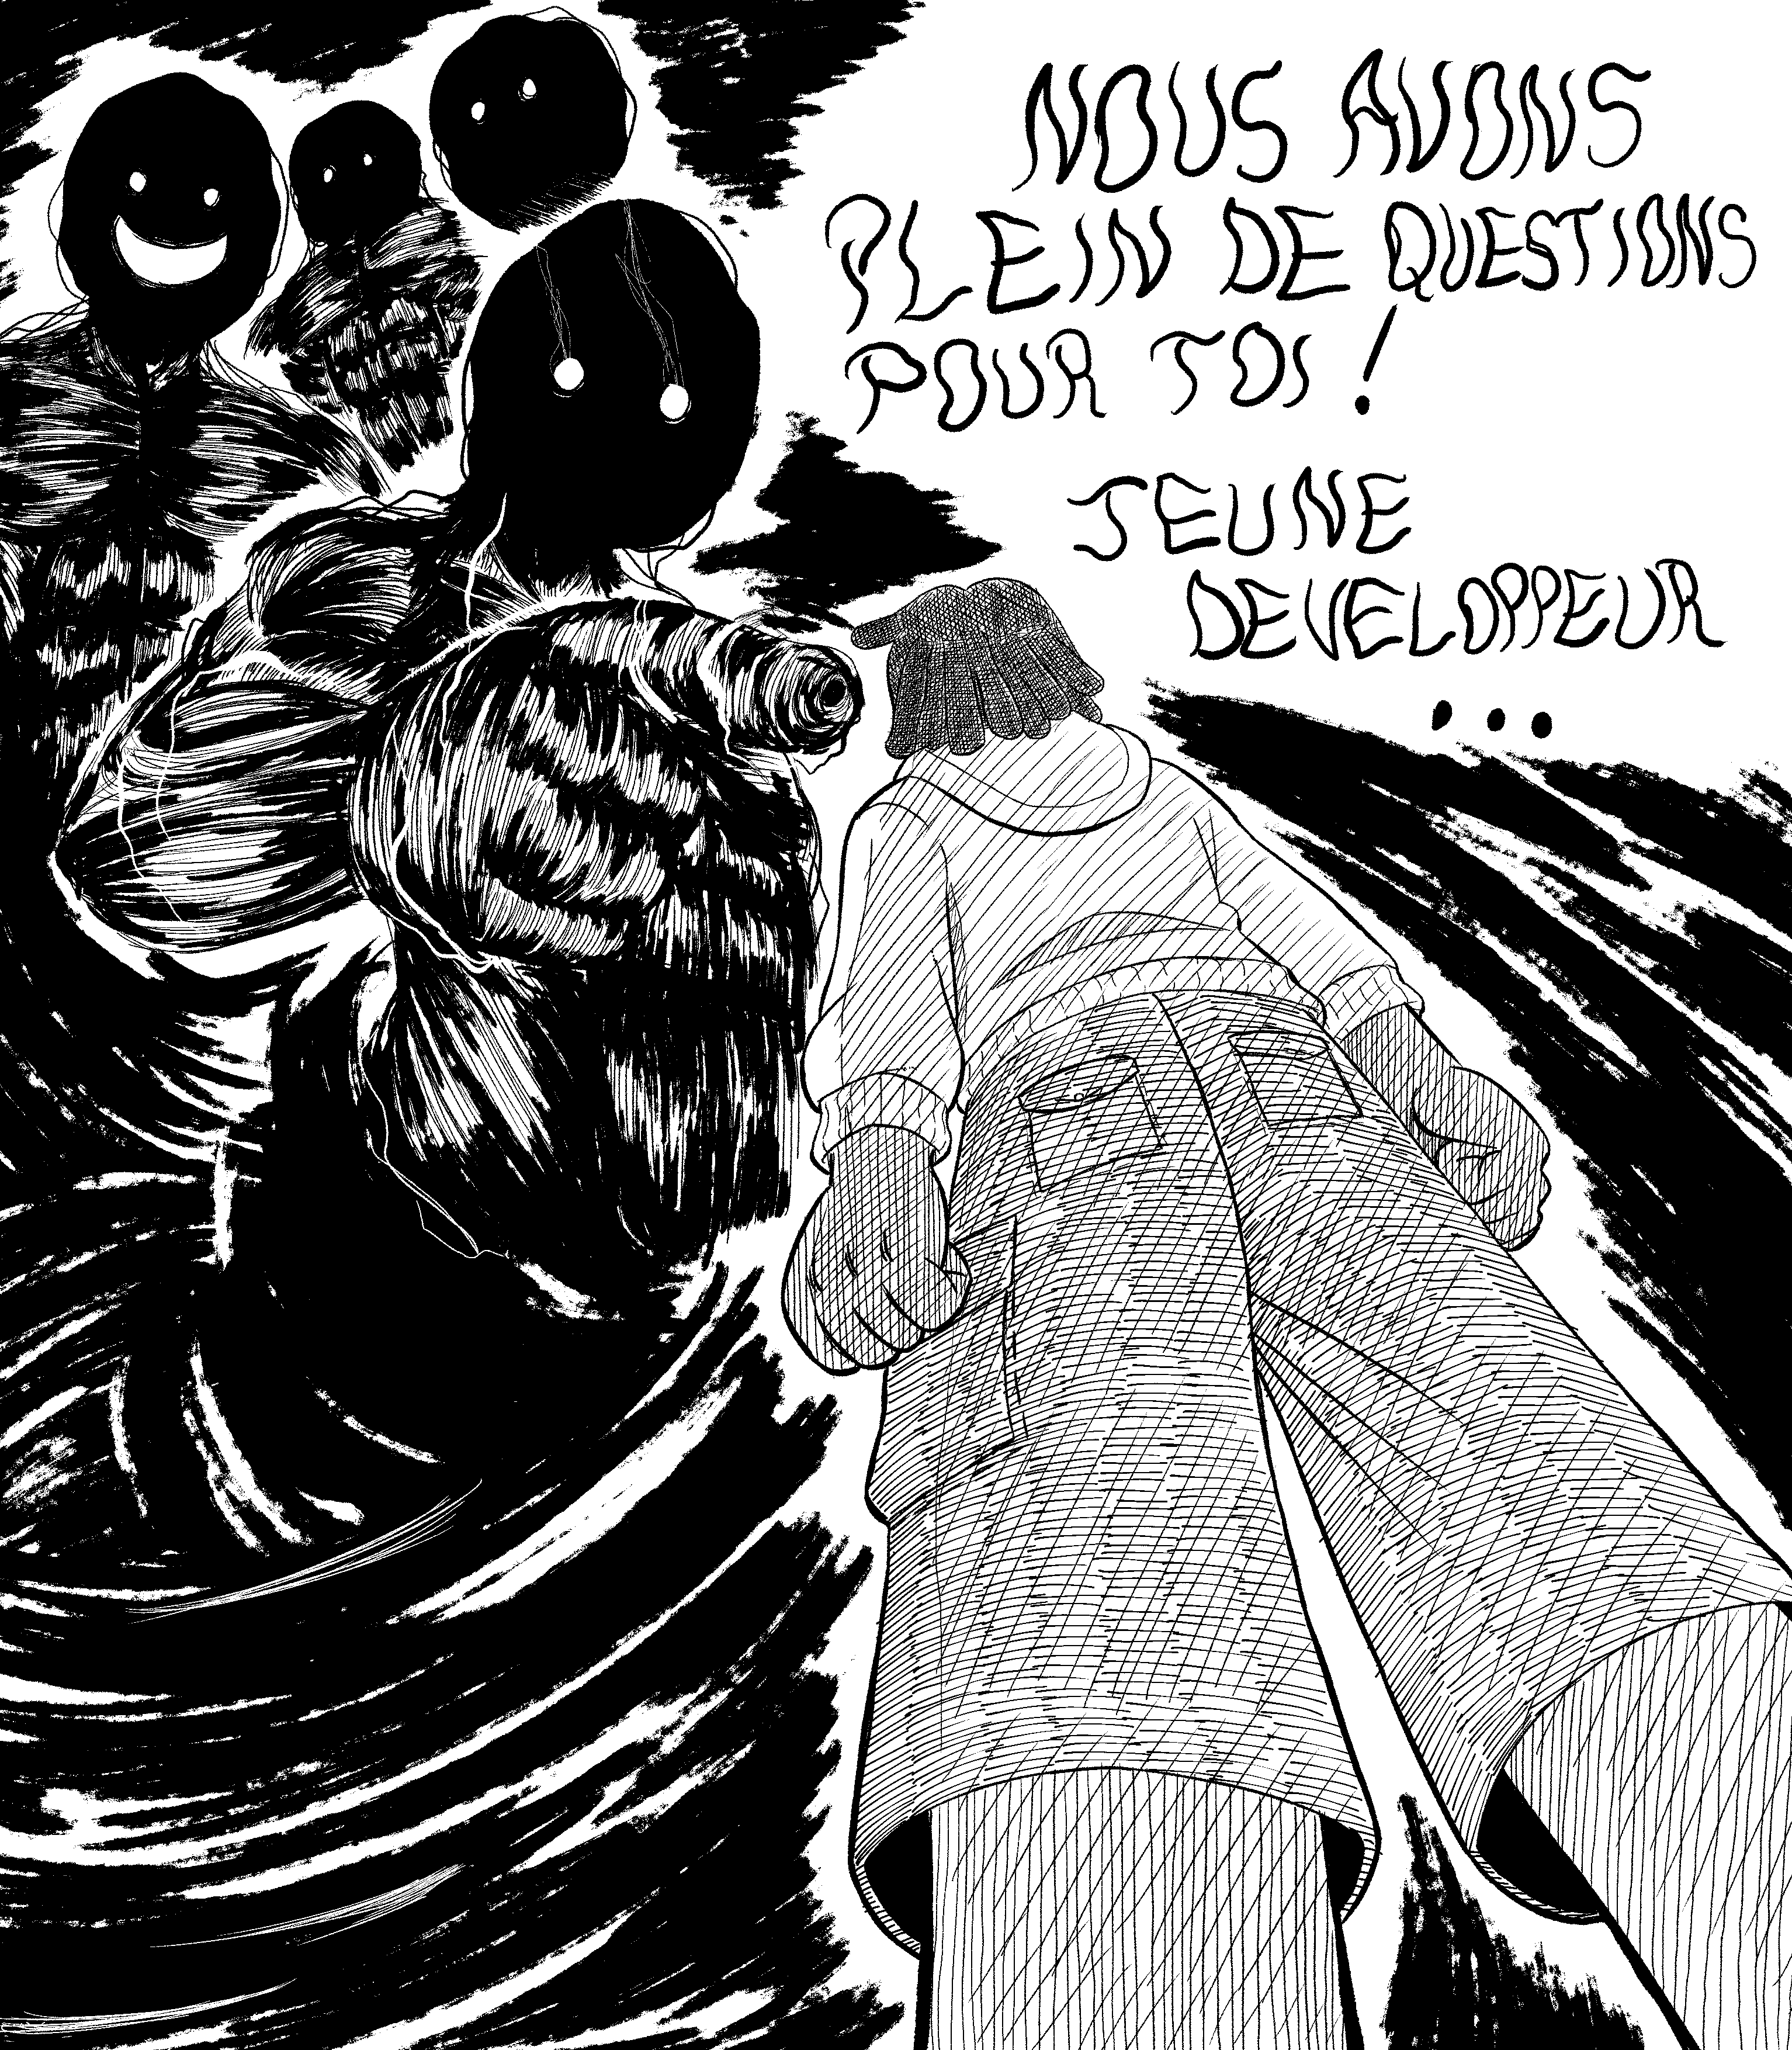 NOUS AVONS
PLEIN DE QUESTIONS
POUR TOI !
JEUNE
DEVELOPPEUR
...